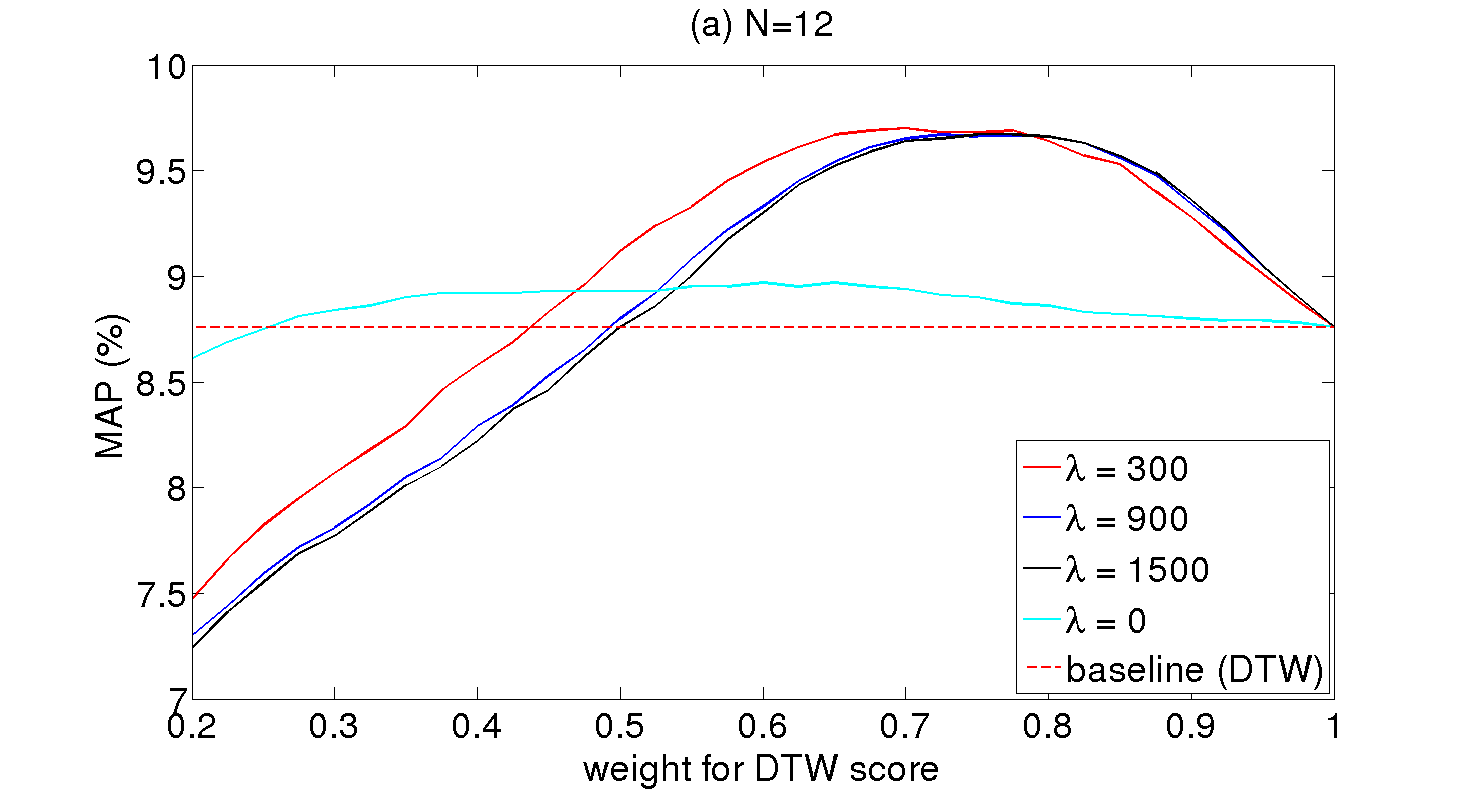 (a) N=12
10
9.5
9
8.5
8
7.5
7
MAP (%)
0.2 0.3 0.4 0.5 0.6 0.7 0.8 0.9 1
weight for DTW score
λ = 300
λ = 900
λ = 1500
λ = 0
baseline (DTW)